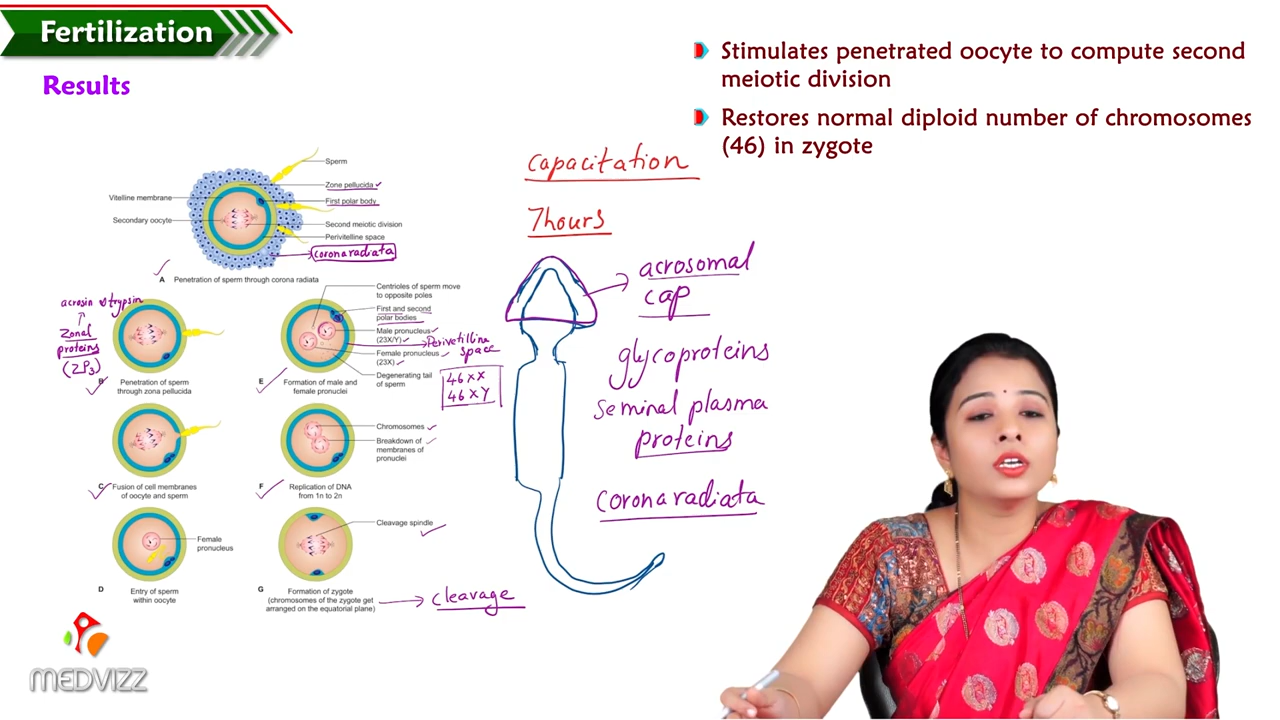 Fertilization
Results
Stimulates penetrated oocyte to compute second
meiotic division
Restores normal diploid number of chromosomes
(46) in zygote
Sperm
Zone pellucida
First polar body
Vitelline membrane
Secondary oocyte
Second meiotic division
Perivitelline space
corona radiata
A Penetration of sperm through corona radiata
acrosin & trypsin
Zonal
proteins
(ZP3)
B Penetration of sperm
through zona pellucida
Centrioles of sperm move
to opposite poles
First and second
polar bodies
Male pronucleus
(23X/Y)
Perivetilline
space
Female pronucleus
(23X)
Degenerating tail
of sperm
46XX
46XY
E Formation of male and
female pronuclei
C Fusion of cell membranes
of oocyte and sperm
Chromosomes
Breakdown of
membranes of
pronuclei
F Replication of DNA
from 1n to 2n
Female
pronucleus
D Entry of sperm
within oocyte
Cleavage spindle
G Formation of zygote
(chromosomes of the zygote get
arranged on the equatorial plane)
cleavage
Capacitation
7hours
acrosomal
cap
glycoproteins
Seminal plasma
proteins
Corona radiata
MEDVIZZ